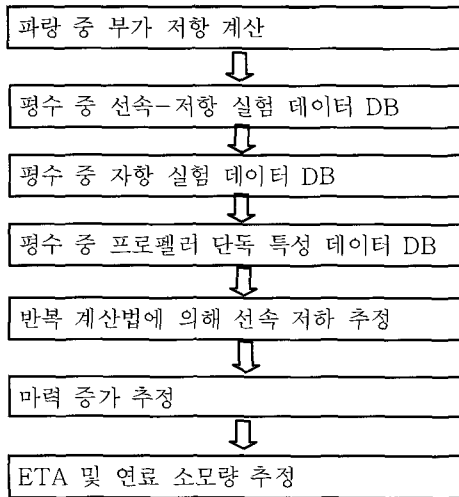 파랑 중 부가 저항 계산
평수 중 선속-저항 실험 데이터 DB
평수 중 자항 실험 데이터 DB
평수 중 프로펠러 단독 특성 데이터 DB
반복 계산법에 의해 선속 저하 추정
마력 증가 추정
ETA 및 연료 소모량 추정